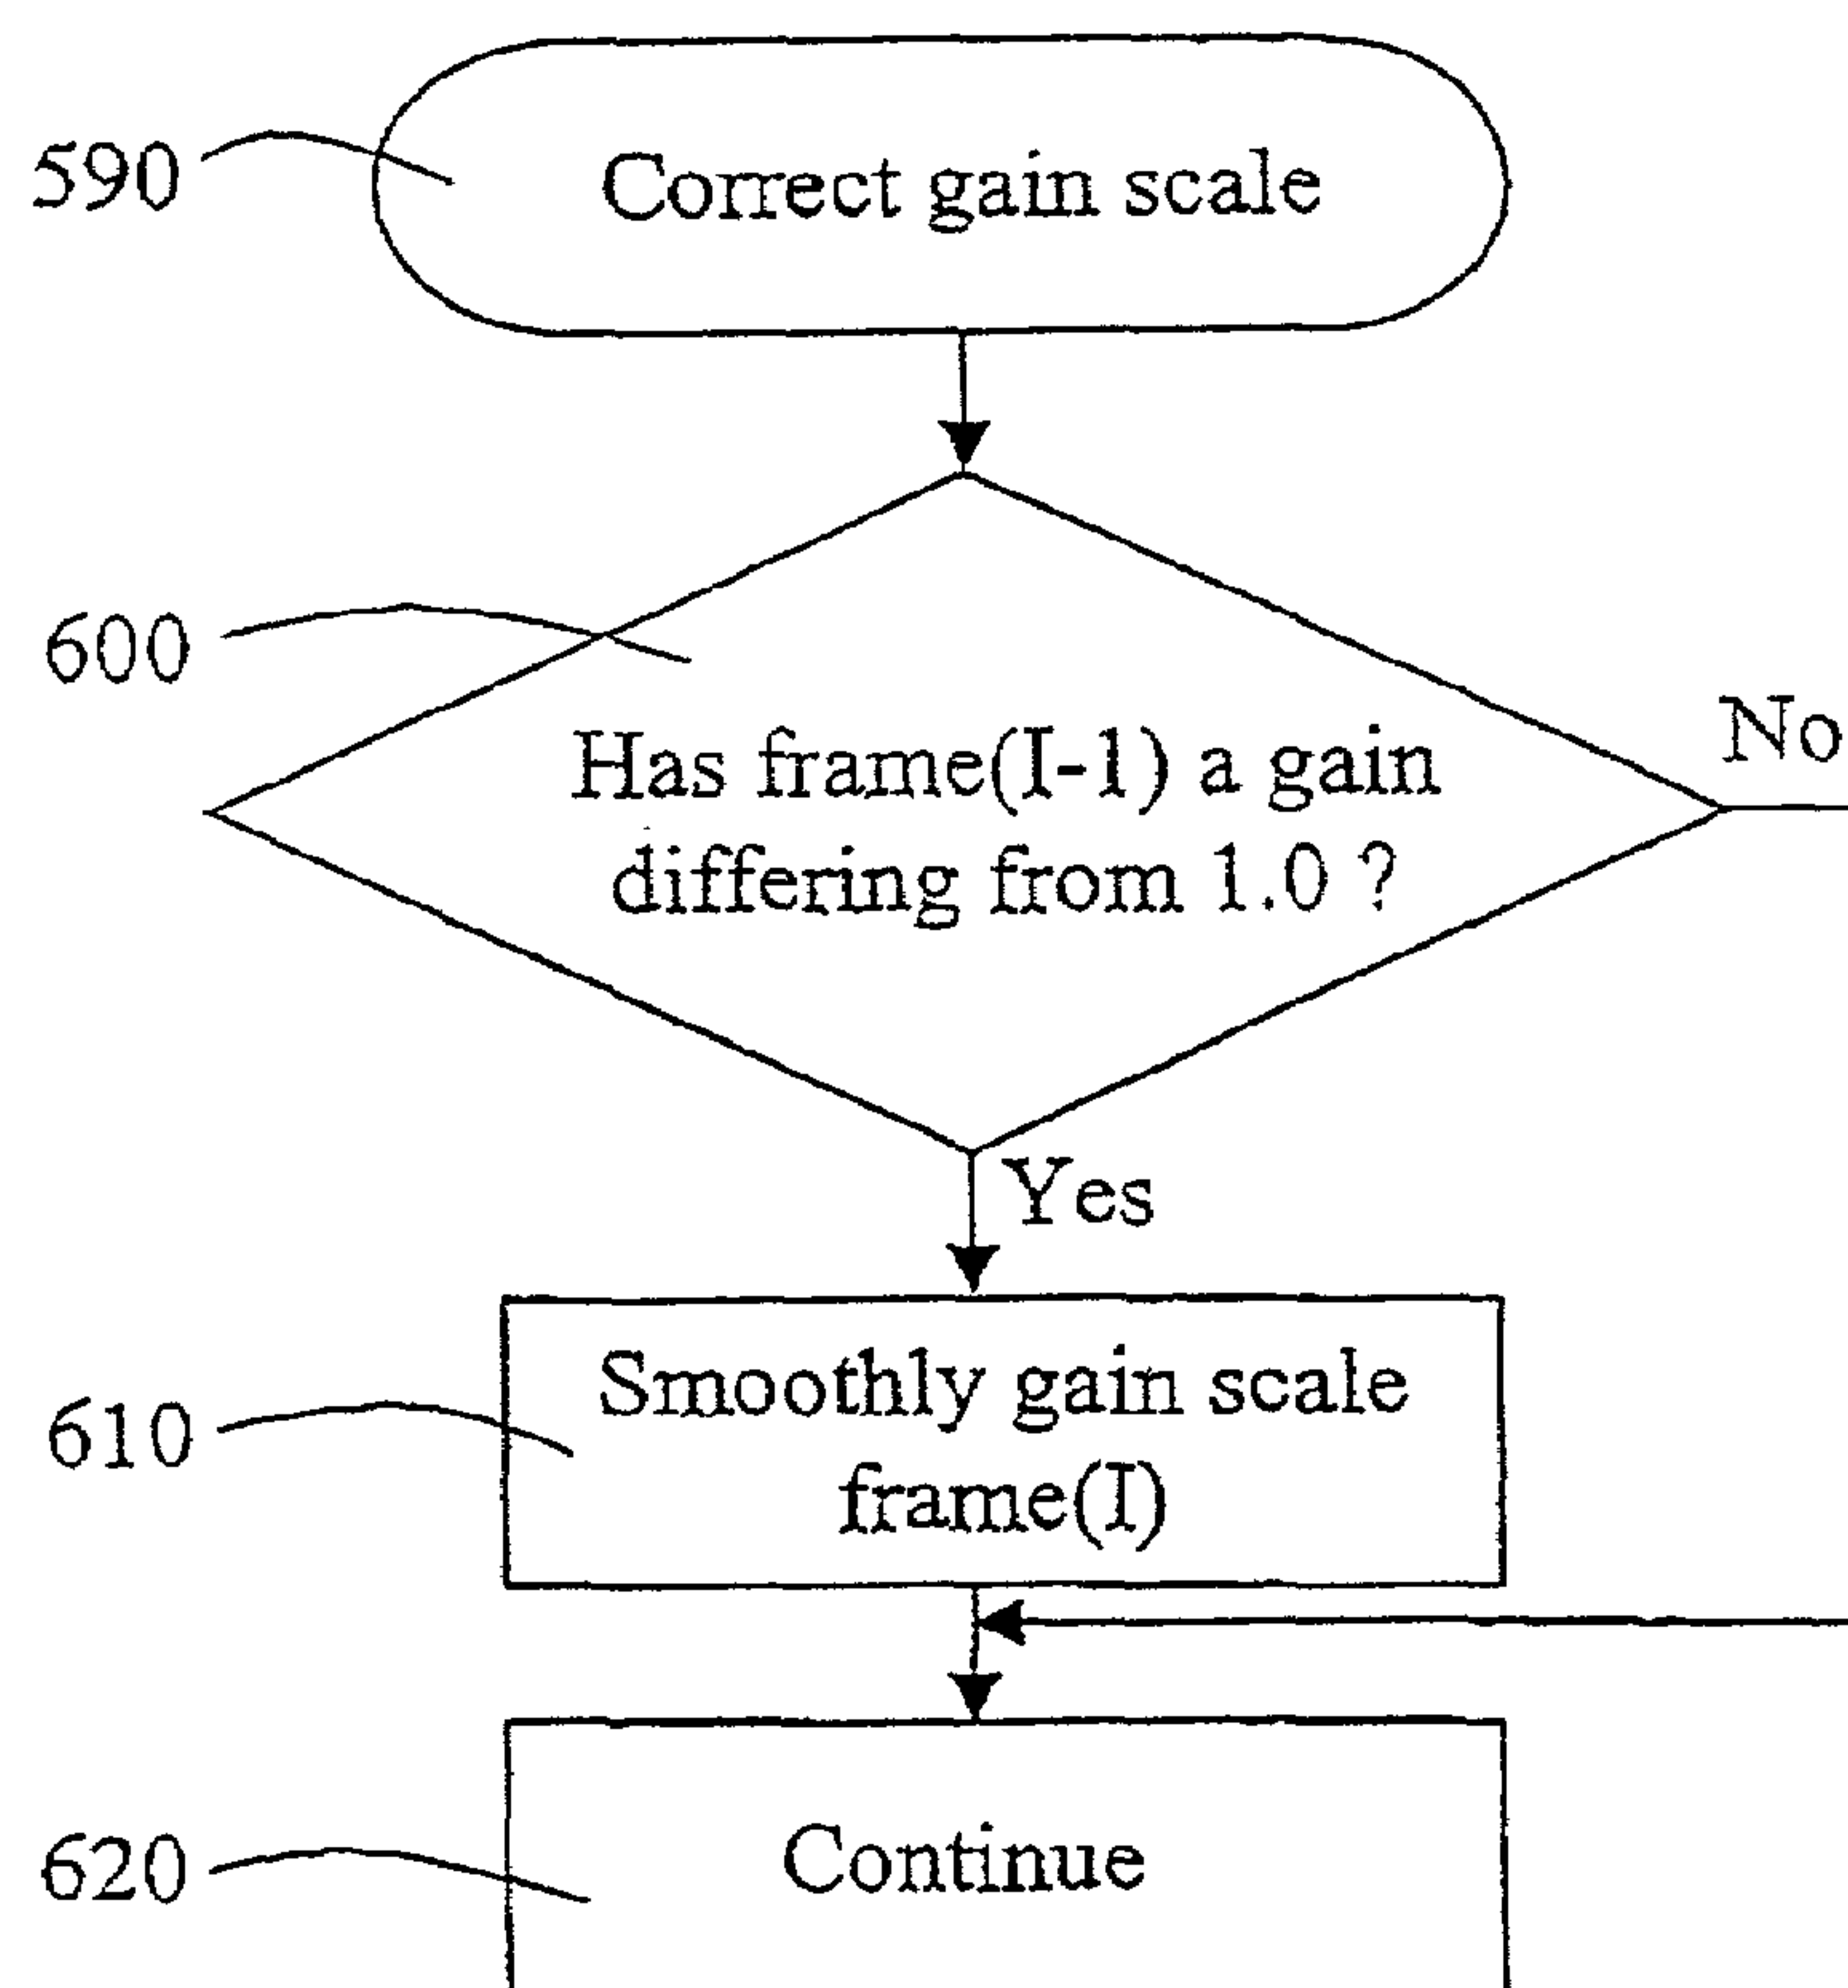 590
Correct gain scale
600
No
Has frame(I-1) a gain
differing from 1.0 ?
Yes
610
Smoothly gain scale
frame(I)
620
Continue